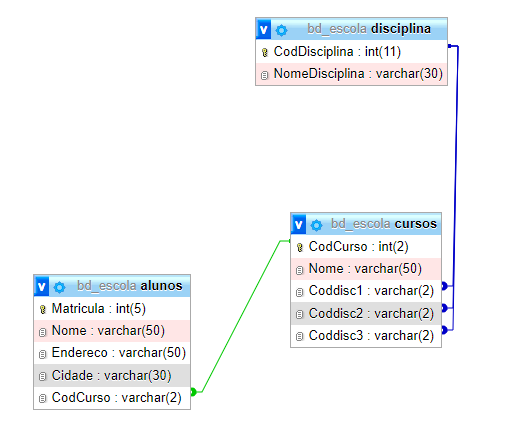 v bd_escola disciplina
CodDisciplina : int(11)
NomeDisciplina : varchar(30)
v bd_escola cursos
CodCurso : int(2)
Nome : varchar(50)
Coddisc1 : varchar(2)
Coddisc2 : varchar(2)
Coddisc3 : varchar(2)
v bd_escola alunos
Matricula : int(5)
Nome : varchar(50)
Endereco : varchar(50)
Cidade : varchar(30)
CodCurso : varchar(2)